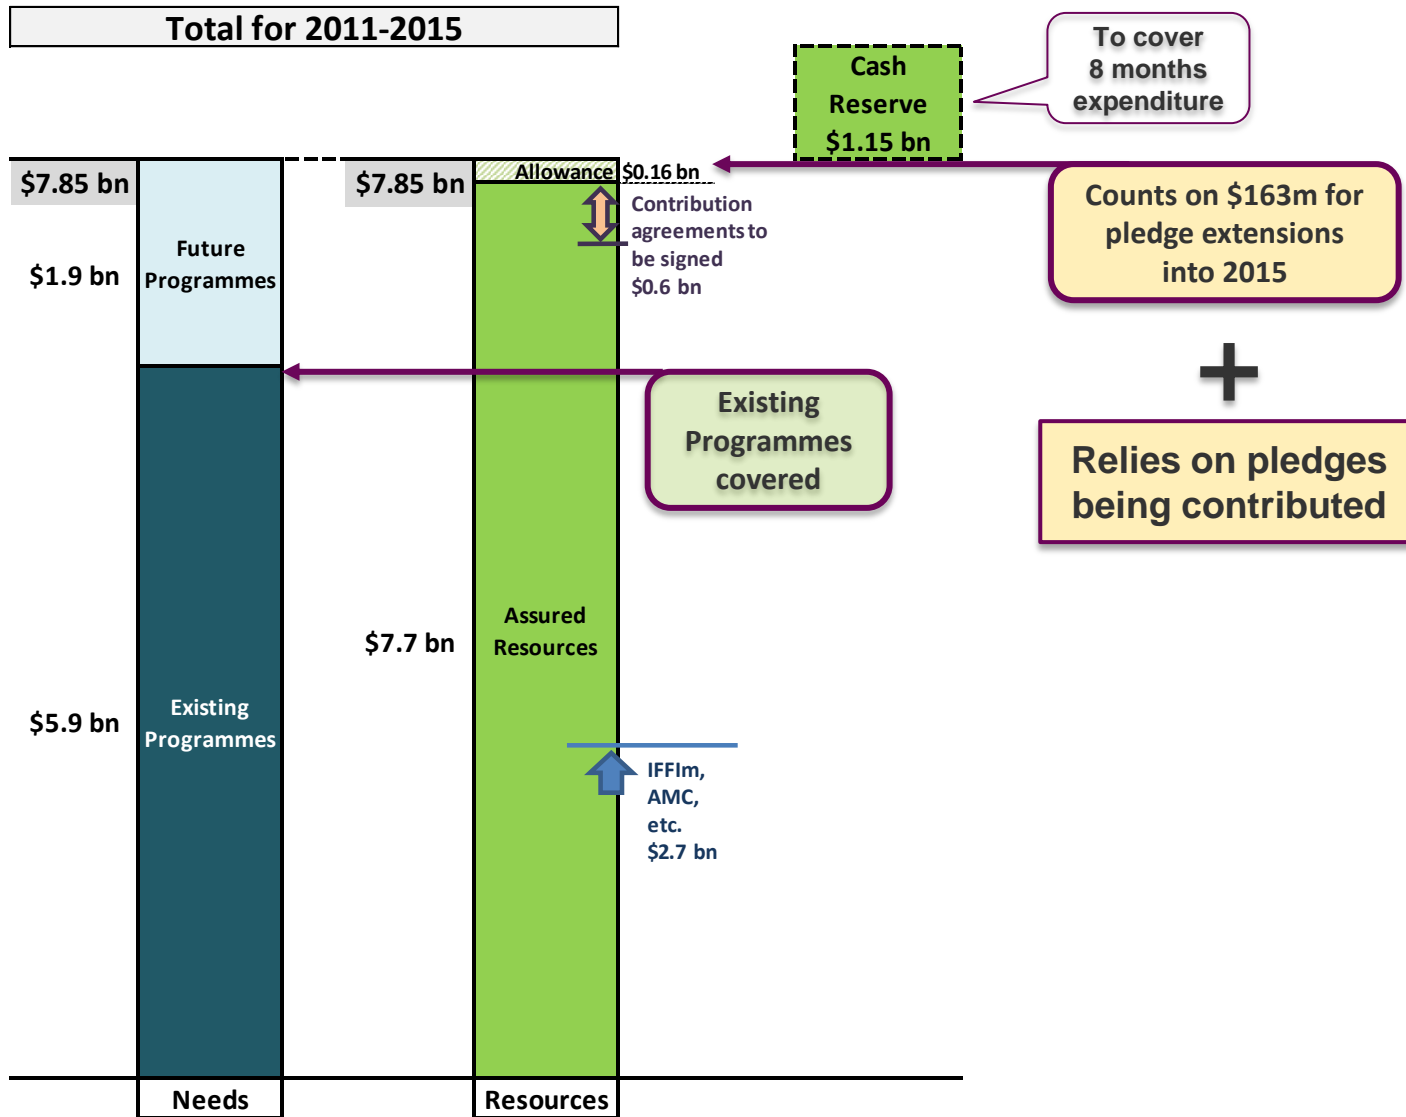 Total for 2011-2015
To cover
8 months
expenditure
Cash
Reserve
$1.15 bn
$7.85 bn
$7.85 bn
Allowance $0.16 bn
Contribution
agreements to
be signed
$0.6 bn
Counts on $163m for
pledge extensions
into 2015
Future
Programmes
$1.9 bn
+
Existing
Programmes
covered
Relies on pledges
being contributed
Assured
Resources
$7.7 bn
Existing
Programmes
$5.9 bn
IFFIm,
AMC,
etc.
$2.7 bn
Needs
Resources